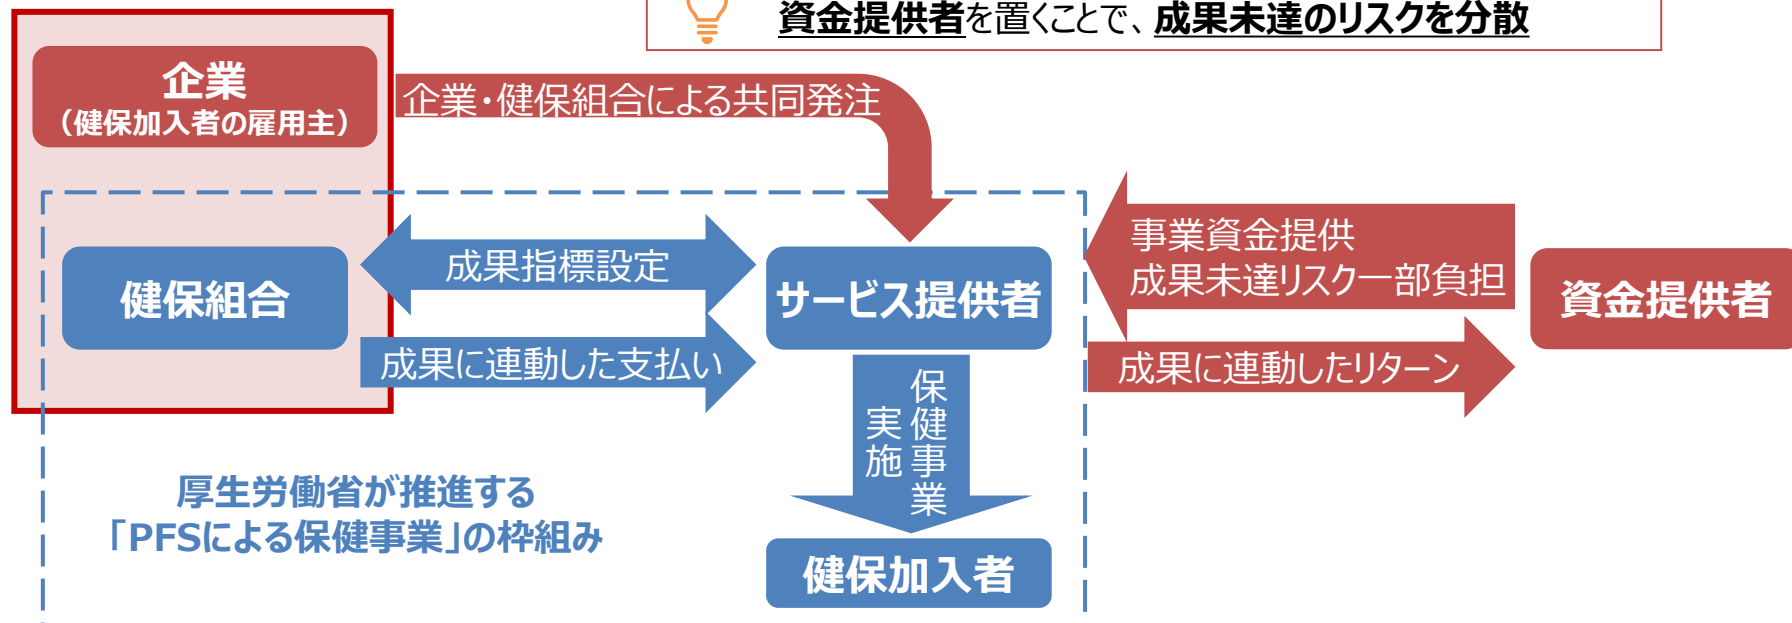 資金提供者を置くことで、成果未達のリスクを分散
企業
（健保加入者の雇用主）
企業・健保組合による共同発注
健保組合
成果指標設定
成果に連動した支払い
サービス提供者
事業資金提供
成果未達リスク一部負担
成果に連動したリターン
資金提供者
保健事業
実施
健保加入者
厚生労働省が推進する
「PFSによる保健事業」の枠組み